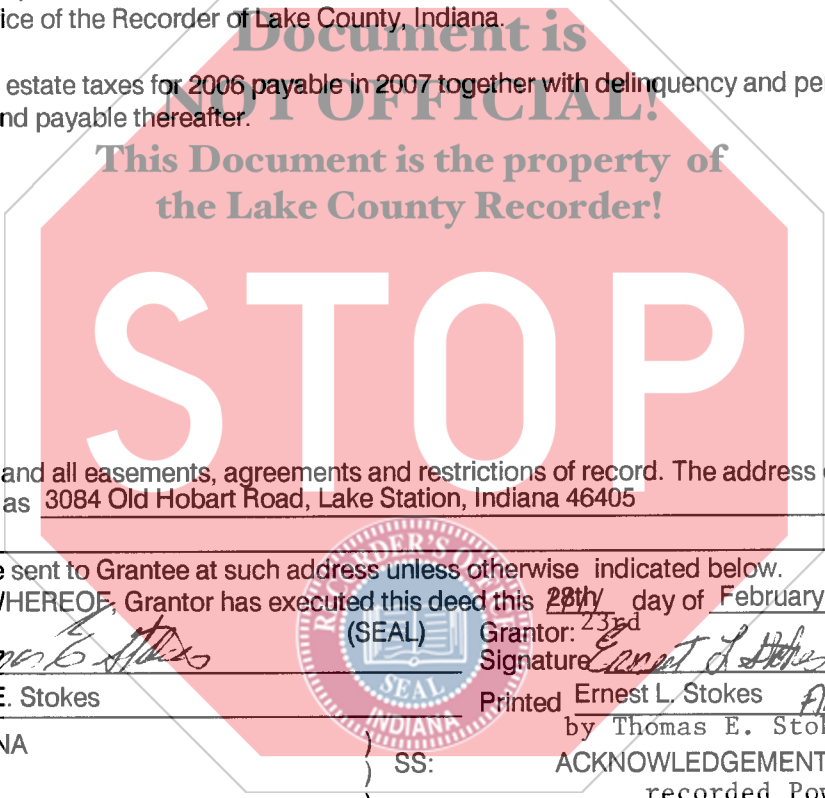 ice of the Recorder of Lake County, Indiana.
Document is
estate taxes for 2006 payable in 2007 together with delinquency and pe
NOT OFFICIAL!
nd payable thereafter.
This Document is the property of
the Lake County Recorder!
STOP
and all easements, agreements and restrictions of record. The address
as 3084 Old Hobart Road, Lake Station, Indiana 46405
e sent to Grantee at such address unless otherwise indicated below.
WHEREOF, Grantor has executed this deed this 28th day of February
23rd
(SEAL) Grantor:
Signature Ernest L Stokes
E. Stokes Printed Ernest L. Stokes
by Thomas E. Stok
NA ) SS: ACKNOWLEDGEMENT
recorded Pow
RECORDER'S OFFICE
SEAL
INDIANA